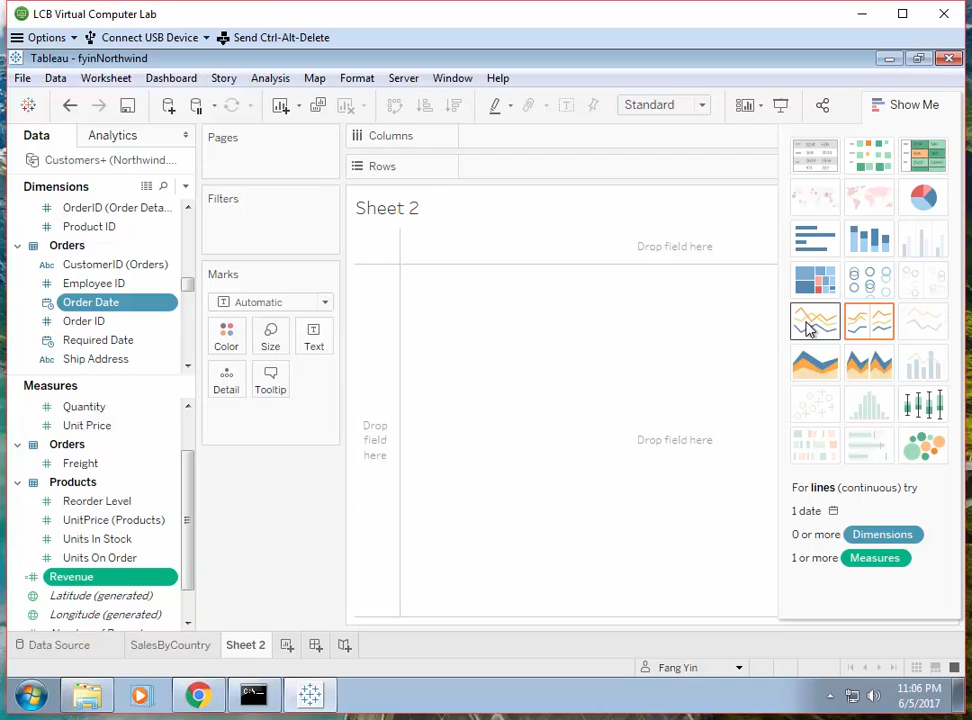 LCB Virtual Computer Lab
Options Connect USB Device Send Ctrl-Alt-Delete
Tableau - fyinNorthwind
File Data Worksheet Dashboard Story Analysis Map Format Server Window Help
Standard Show Me
Data Analytics Pages Columns
Customers+ (Northwind....
Rows
Dimensions
Filters
OrderID (Order Deta...
Sheet 2
Product ID
Orders
Drop field here
Abc CustomerID (Orders)
Marks
Employee ID
Order Date
Automatic
Order ID
Required Date
Color Size Text
Abc Ship Address
Measures
Detail Tooltip
Quantity
Unit Price
Drop
field
here
Drop field here
Orders
Freight
Products
For lines (continuous) try
Reorder Level
1 date
UnitPrice (Products)
0 or more Dimensions
Units In Stock
1 or more Measures
Units On Order
Revenue
Latitude (generated)
Longitude (generated)
Data Source SalesByCountry Sheet 2
Fang Yin
11:06 PM
6/5/2017